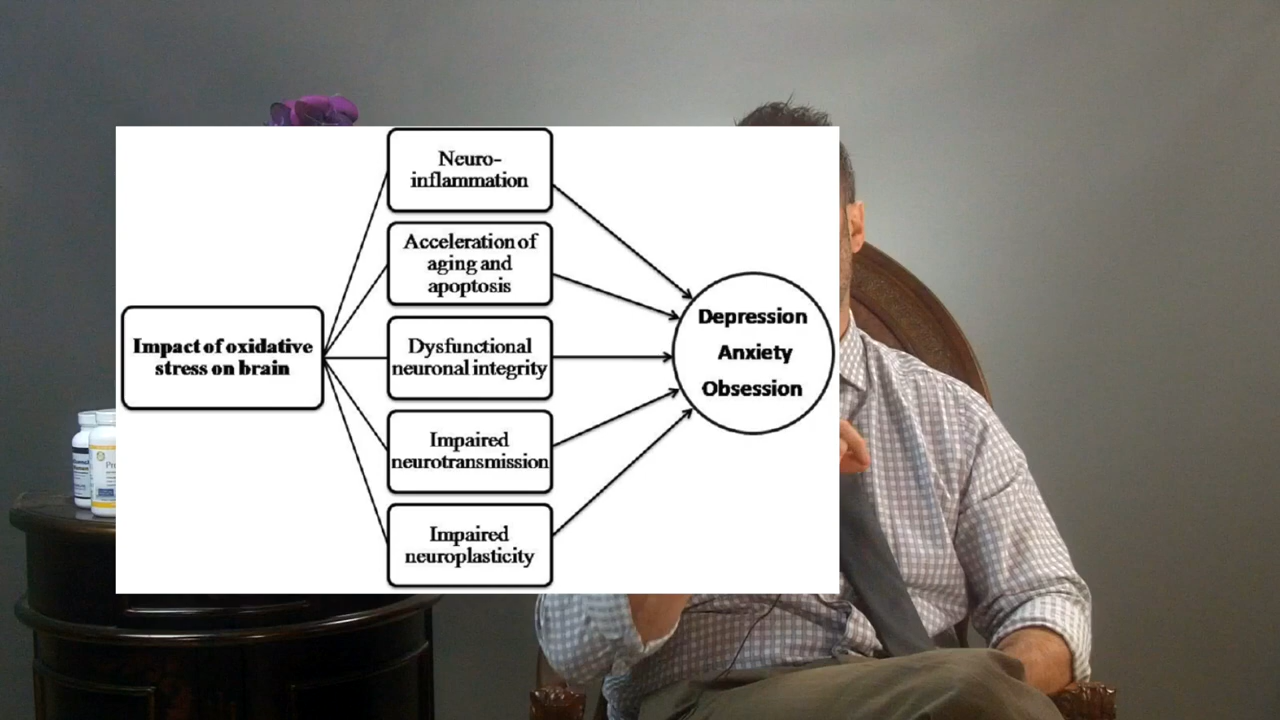 Neuro-
inflammation
Acceleration of
aging and
apoptosis
Impact of oxidative
stress on brain
Dysfunctional
neuronal integrity
Impaired
neurotransmission
Impaired
neuroplasticity
Depression
Anxiety
Obsession